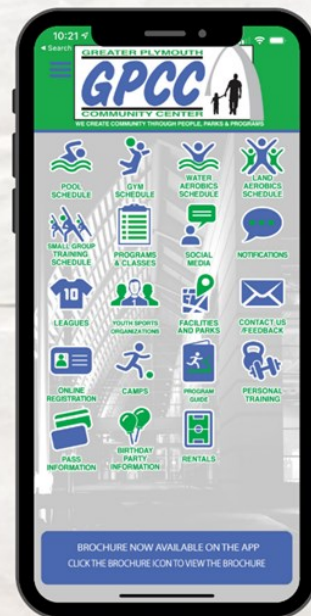 10:21
Search
GREATER PLYMOUTH
GPCC
COMMUNITY CENTER
WE CREATE COMMUNITY THROUGH PEOPLE, PARKS & PROGRAMS
POOL
SCHEDULE
GYM
SCHEDULE
WATER
AEROBICS
SCHEDULE
LAND
AEROBICS
SCHEDULE
SMALL GROUP
TRAINING
SCHEDULE
PROGRAMS
& CLASSES
SOCIAL
MEDIA
NOTIFICATIONS
10
LEAGUES
YOUTH SPORTS
ORGANIZATIONS
FACILITIES
AND PARKS
CONTACT US
/FEEDBACK
ONLINE
REGISTRATION
CAMPS
PROGRAM
GUIDE
PERSONAL
TRAINING
PASS
INFORMATION
BIRTHDAY
PARTY
INFORMATION
RENTALS
BROCHURE NOW AVAILABLE ON THE APP
CLICK THE BROCHURE ICON TO VIEW THE BROCHURE